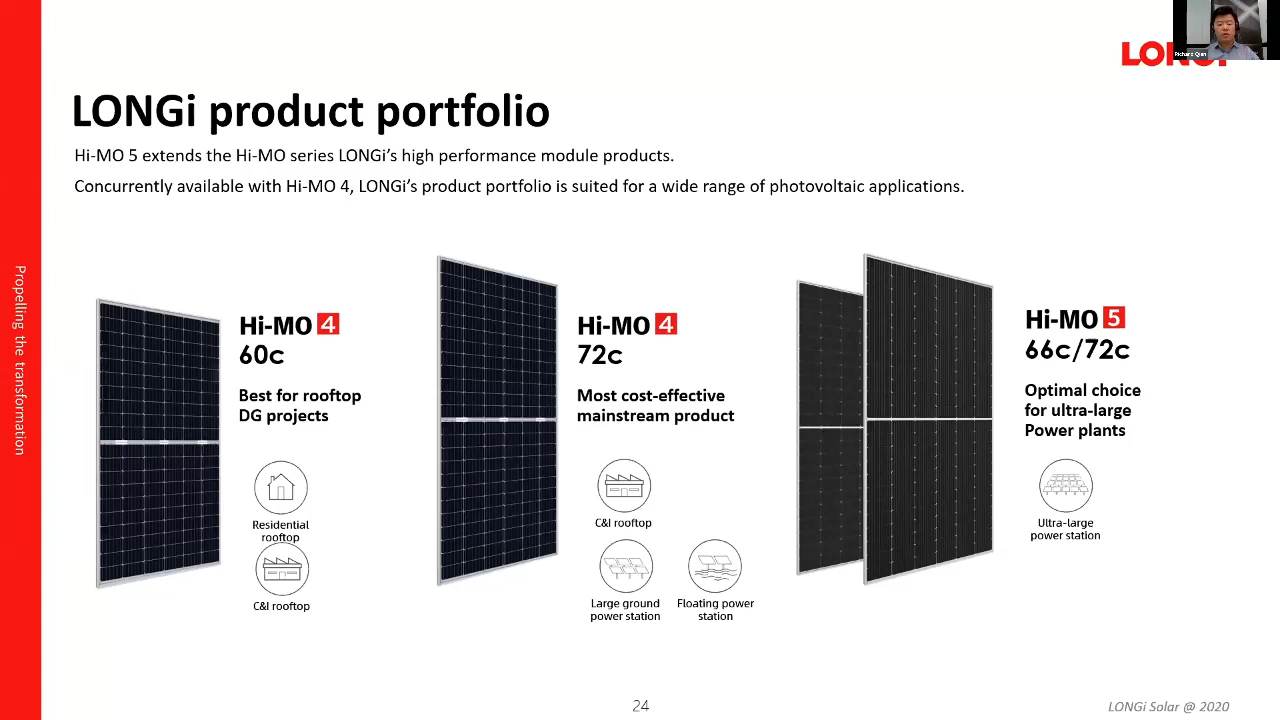 LONGi
Richard Qian
LONGi product portfolio
Hi-MO 5 extends the Hi-MO series LONGi's high performance module products.
Concurrently available with Hi-MO 4, LONGi's product portfolio is suited for a wide range of photovoltaic applications.
Propelling the transformation
Hi-MO 4
60c
Best for rooftop
DG projects
Residential
rooftop
C&I rooftop
Hi-MO 4
72c
Most cost-effective
mainstream product
C&I rooftop
Large ground
power station
Floating power
station
Hi-MO 5
66c/72c
Optimal choice
for ultra-large
Power plants
Ultra-large
power station
24
LONGi Solar @ 2020